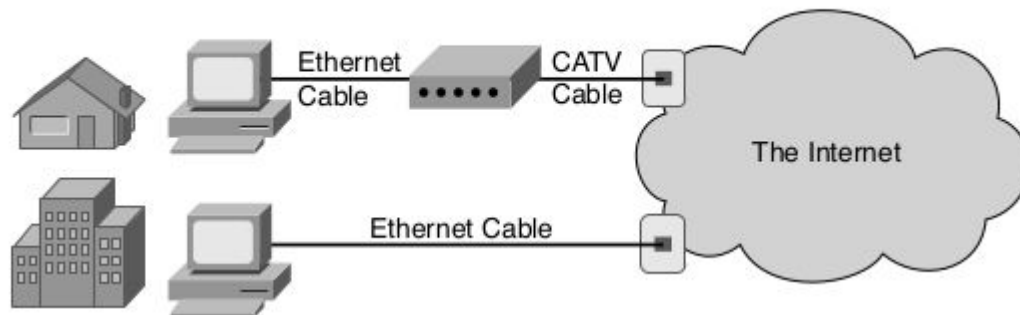 Ethernet
Cable
CATV
Cable
The Internet
Ethernet Cable